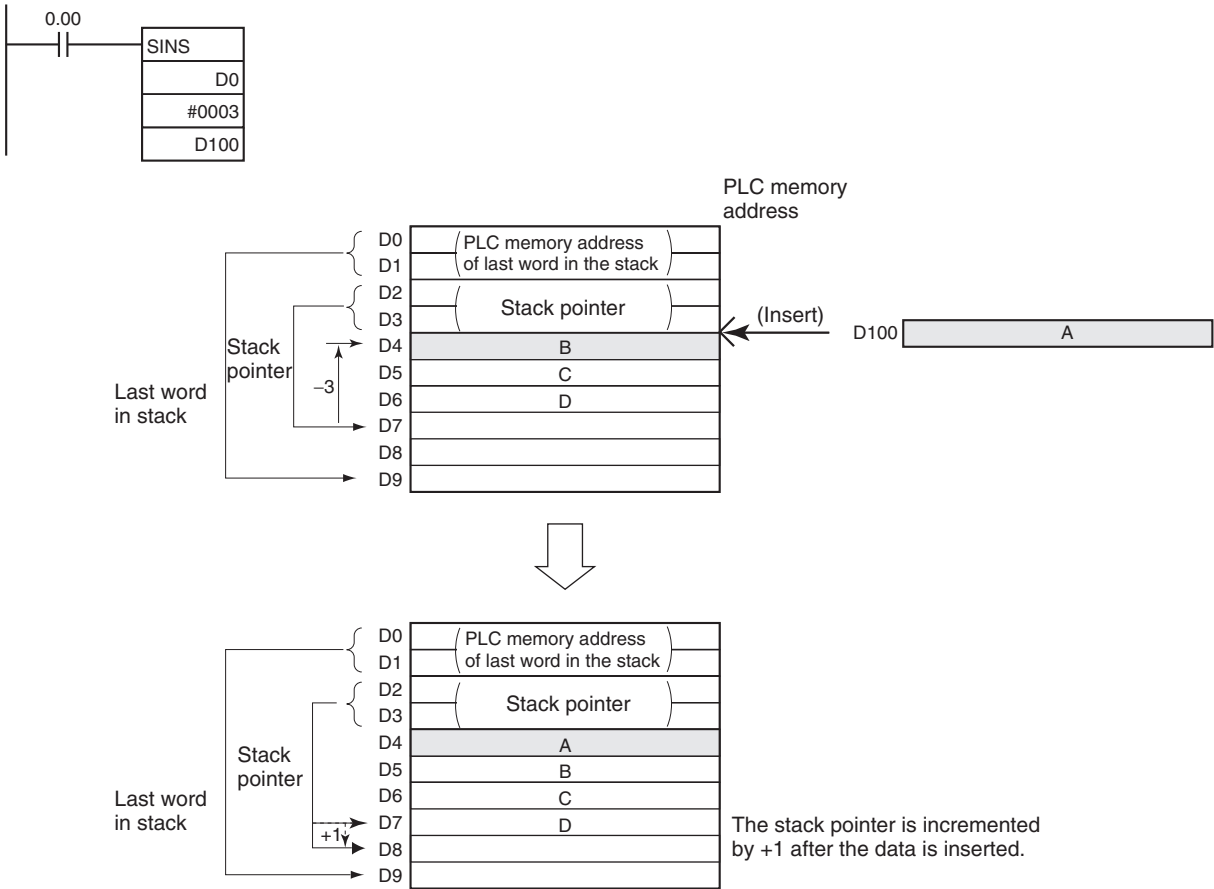 0.00
SINS
D0
#0003
D100
PLC memory
address
D0
D1
D2
D3
D4
D5
D6
D7
D8
D9
PLC memory address
of last word in the stack
Stack pointer
B
C
D
(Insert)
D100
A
Stack
pointer
−3
Last word
in stack
D0
D1
D2
D3
D4
D5
D6
D7
D8
D9
PLC memory address
of last word in the stack
Stack pointer
A
B
C
D
Stack
pointer
+1
Last word
in stack
The stack pointer is incremented
by +1 after the data is inserted.